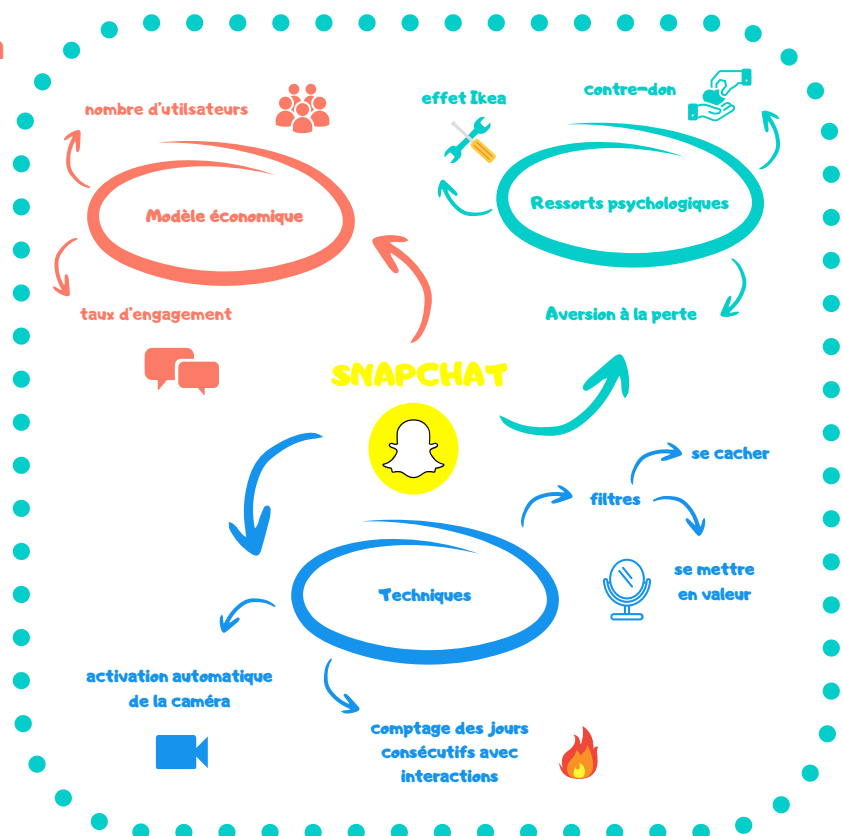 nombre d'utilsateurs
Modèle économique
taux d'engagement
effet Ikea
contre-don
Ressorts psychologiques
Aversion à la perte
SNAPCHAT
Techniques
filtres
se cacher
se mettre
en valeur
activation automatique
de la caméra
comptage des jours
consécutifs avec
interactions